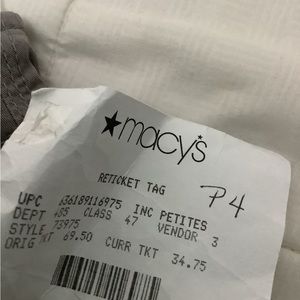 ★macy's
RETICKET TAG
P4
UPC 636189116975 INC PETITES
DEPT 485 CLASS 47 VENDOR 3
STYLE 73975
ORIG TKT 69.50 CURR TKT 34.75